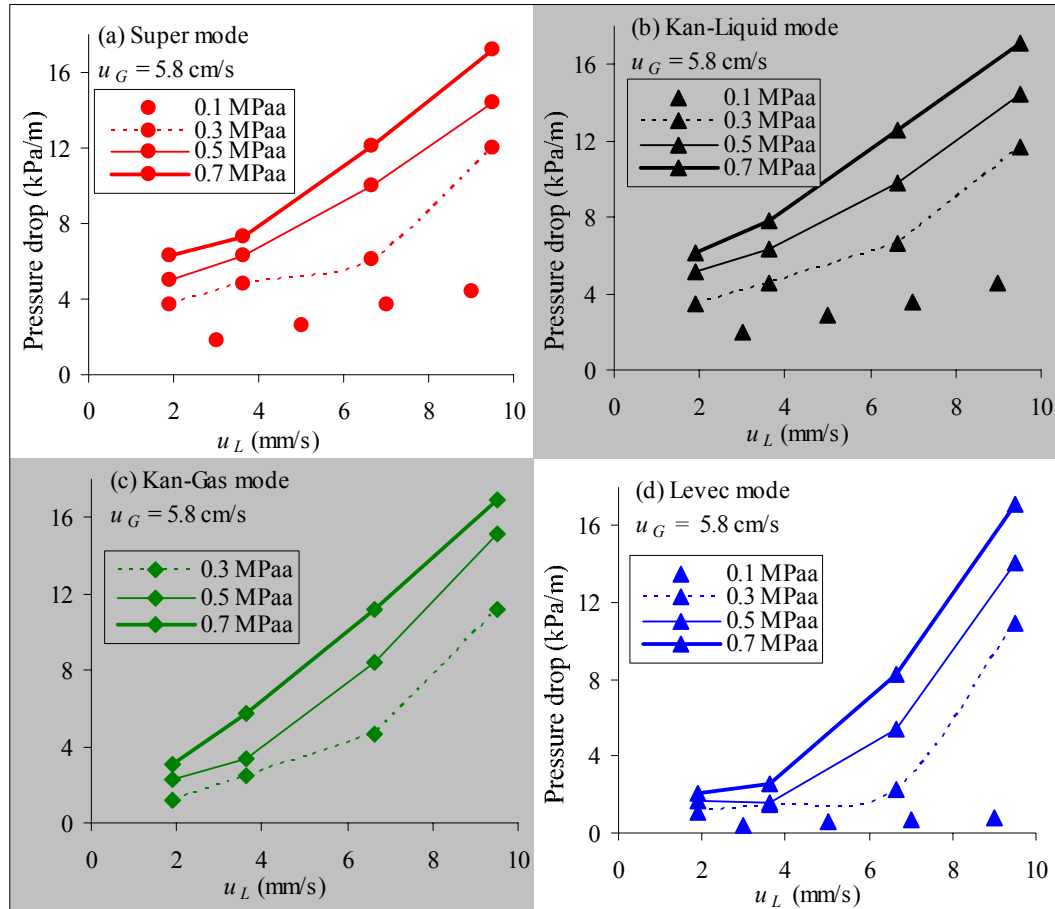 (a) Super mode
u_G = 5.8 cm/s
0.1 MPaa
0.3 MPaa
0.5 MPaa
0.7 MPaa
Pressure drop (kPa/m)
16
12
8
4
0
0 2 4 6 8 10
u_L (mm/s)
(b) Kan-Liquid mode
u_G = 5.8 cm/s
0.1 MPaa
0.3 MPaa
0.5 MPaa
0.7 MPaa
Pressure drop (kPa/m)
16
12
8
4
0
0 2 4 6 8 10
u_L (mm/s)
(c) Kan-Gas mode
u_G = 5.8 cm/s
0.3 MPaa
0.5 MPaa
0.7 MPaa
16
12
8
4
0
0 2 4 6 8 10
u_L (mm/s)
(d) Levec mode
u_G = 5.8 cm/s
0.1 MPaa
0.3 MPaa
0.5 MPaa
0.7 MPaa
Pressure drop (kPa/m)
16
12
8
4
0
0 2 4 6 8 10
u_L (mm/s)